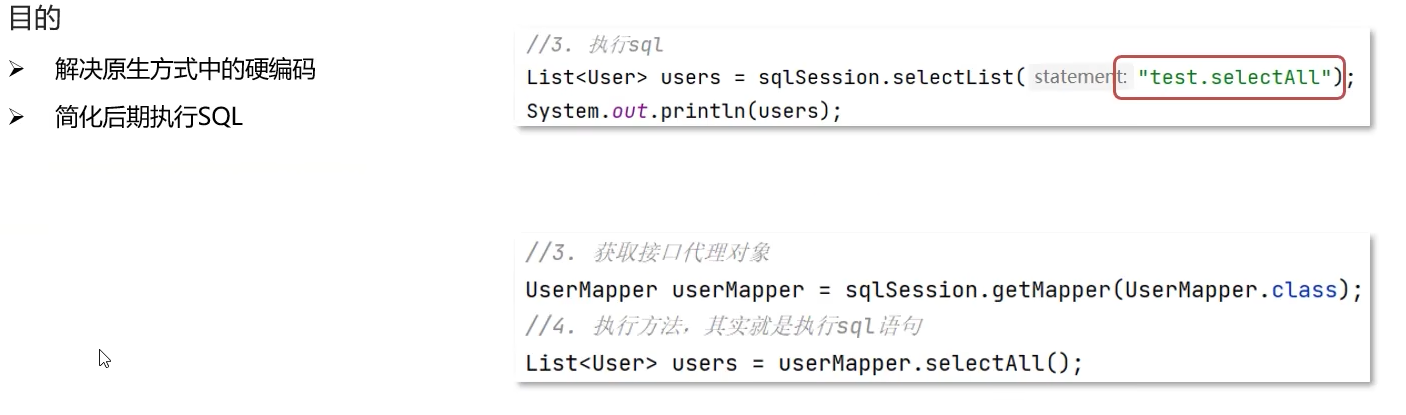 目的
➢ 解决原生方式中的硬编码
➢ 简化后期执行SQL
//3. 执行sql
List<User> users = sqlSession.selectList( statement: "test.selectAll");
System.out.println(users);
//3. 获取接口代理对象
UserMapper userMapper = sqlSession.getMapper(UserMapper.class);
//4. 执行方法，其实就是执行sql语句
List<User> users = userMapper.selectAll();